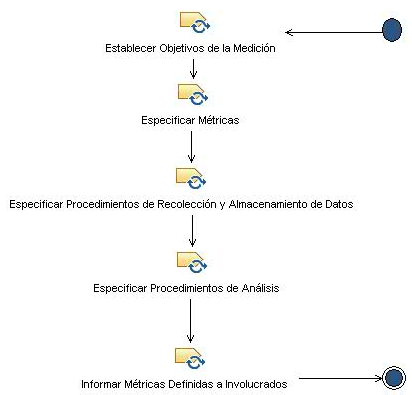 Establecer Objetivos de la Medición
Especificar Métricas
Especificar Procedimientos de Recolección y Almacenamiento de Datos
Especificar Procedimientos de Análisis
Informar Métricas Definidas a Involucrados